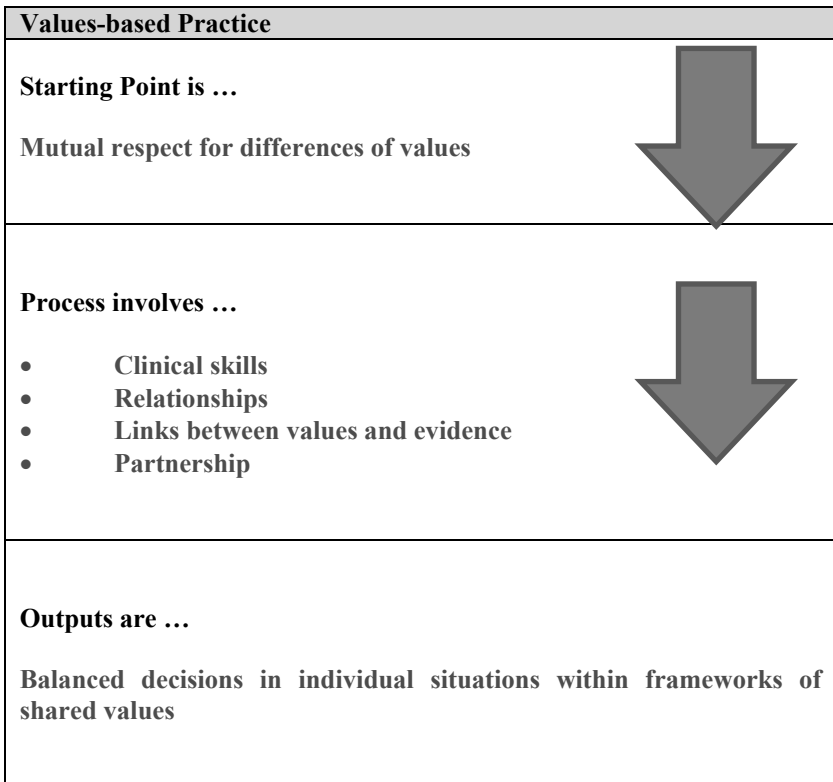 Values-based Practice
Starting Point is …
Mutual respect for differences of values
Process involves …
• Clinical skills
• Relationships
• Links between values and evidence
• Partnership
Outputs are …
Balanced decisions in individual situations within frameworks of
shared values